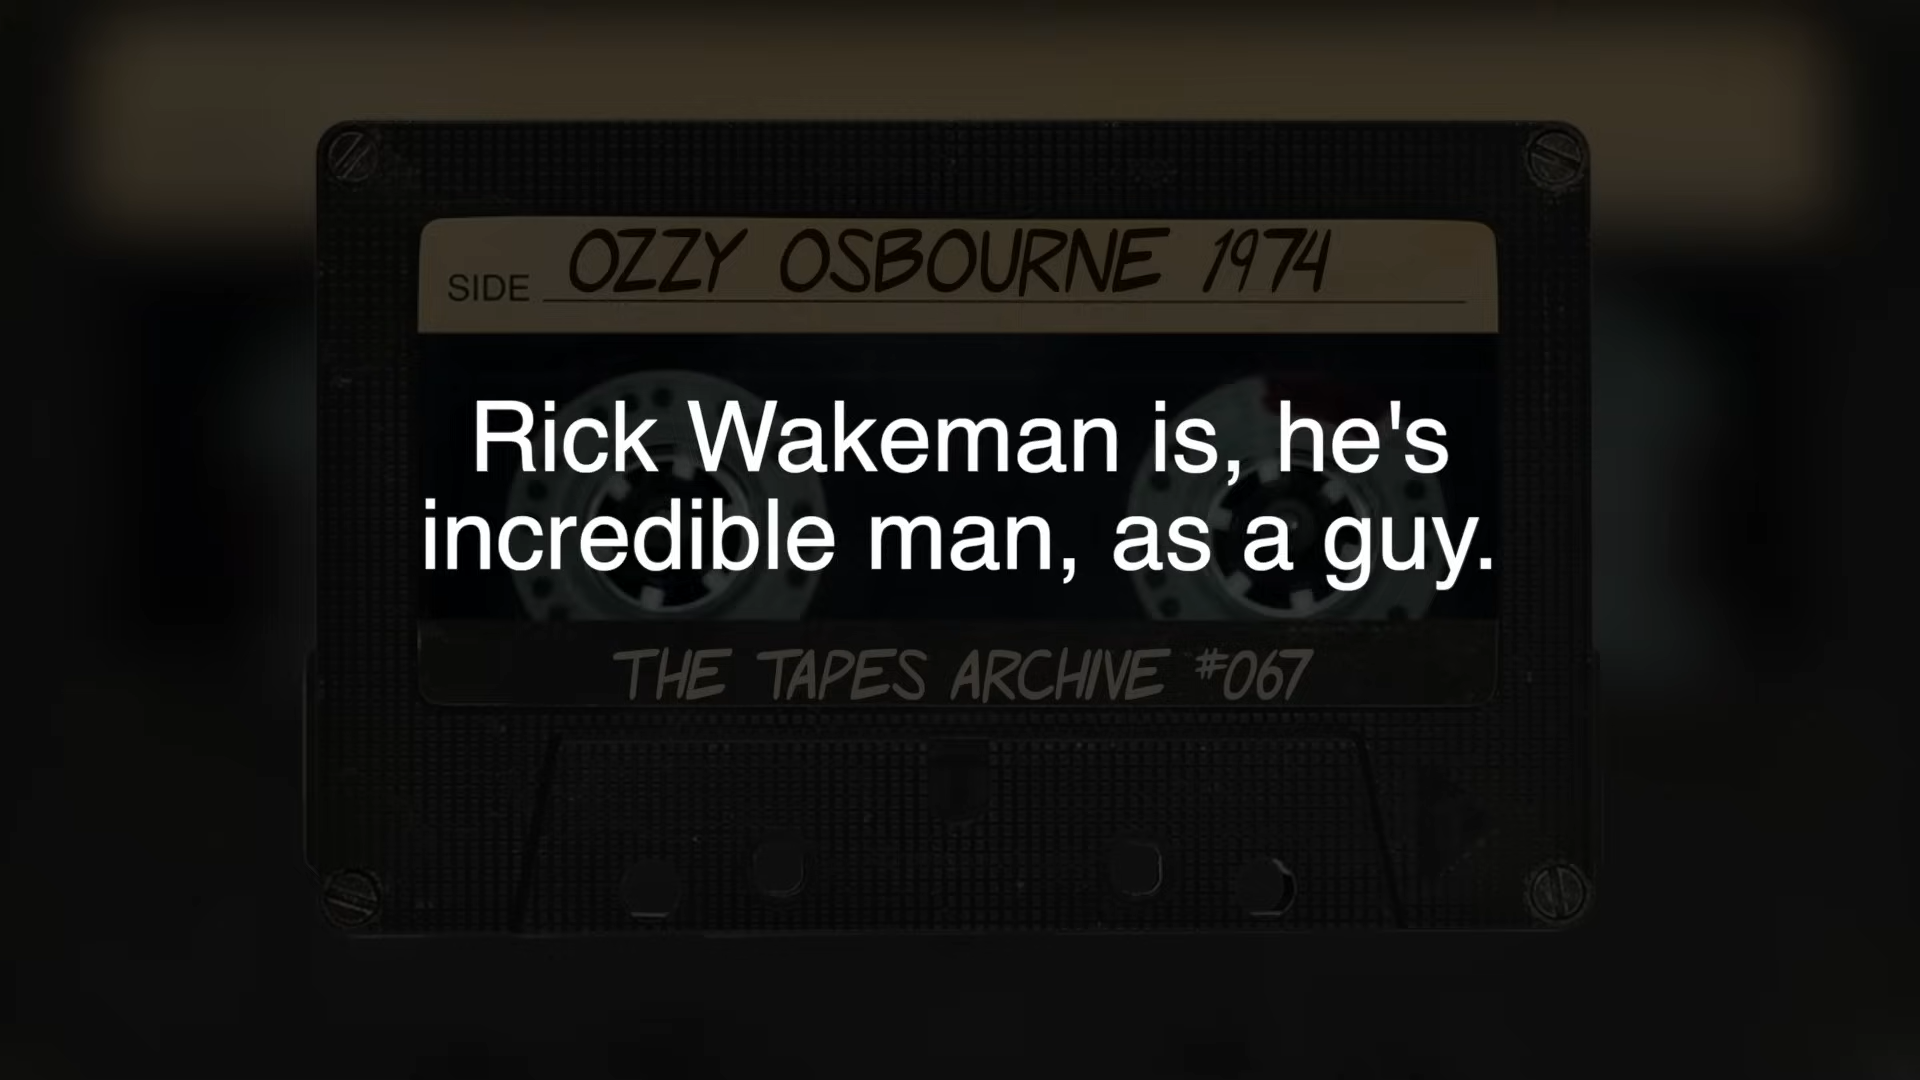 SIDE OZZY OSBOURNE 1974
Rick Wakeman is, he's
incredible man, as a guy.
THE TAPES ARCHIVE #067